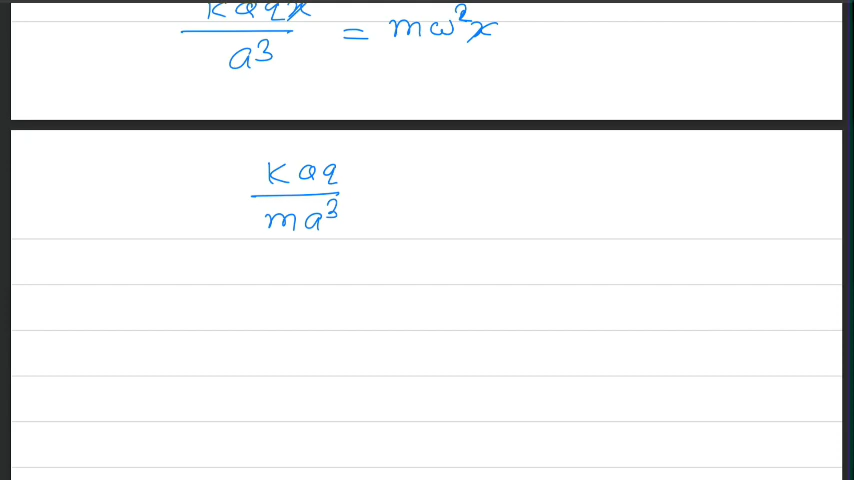 KQqx
a³ = mω²x
KQq
ma³